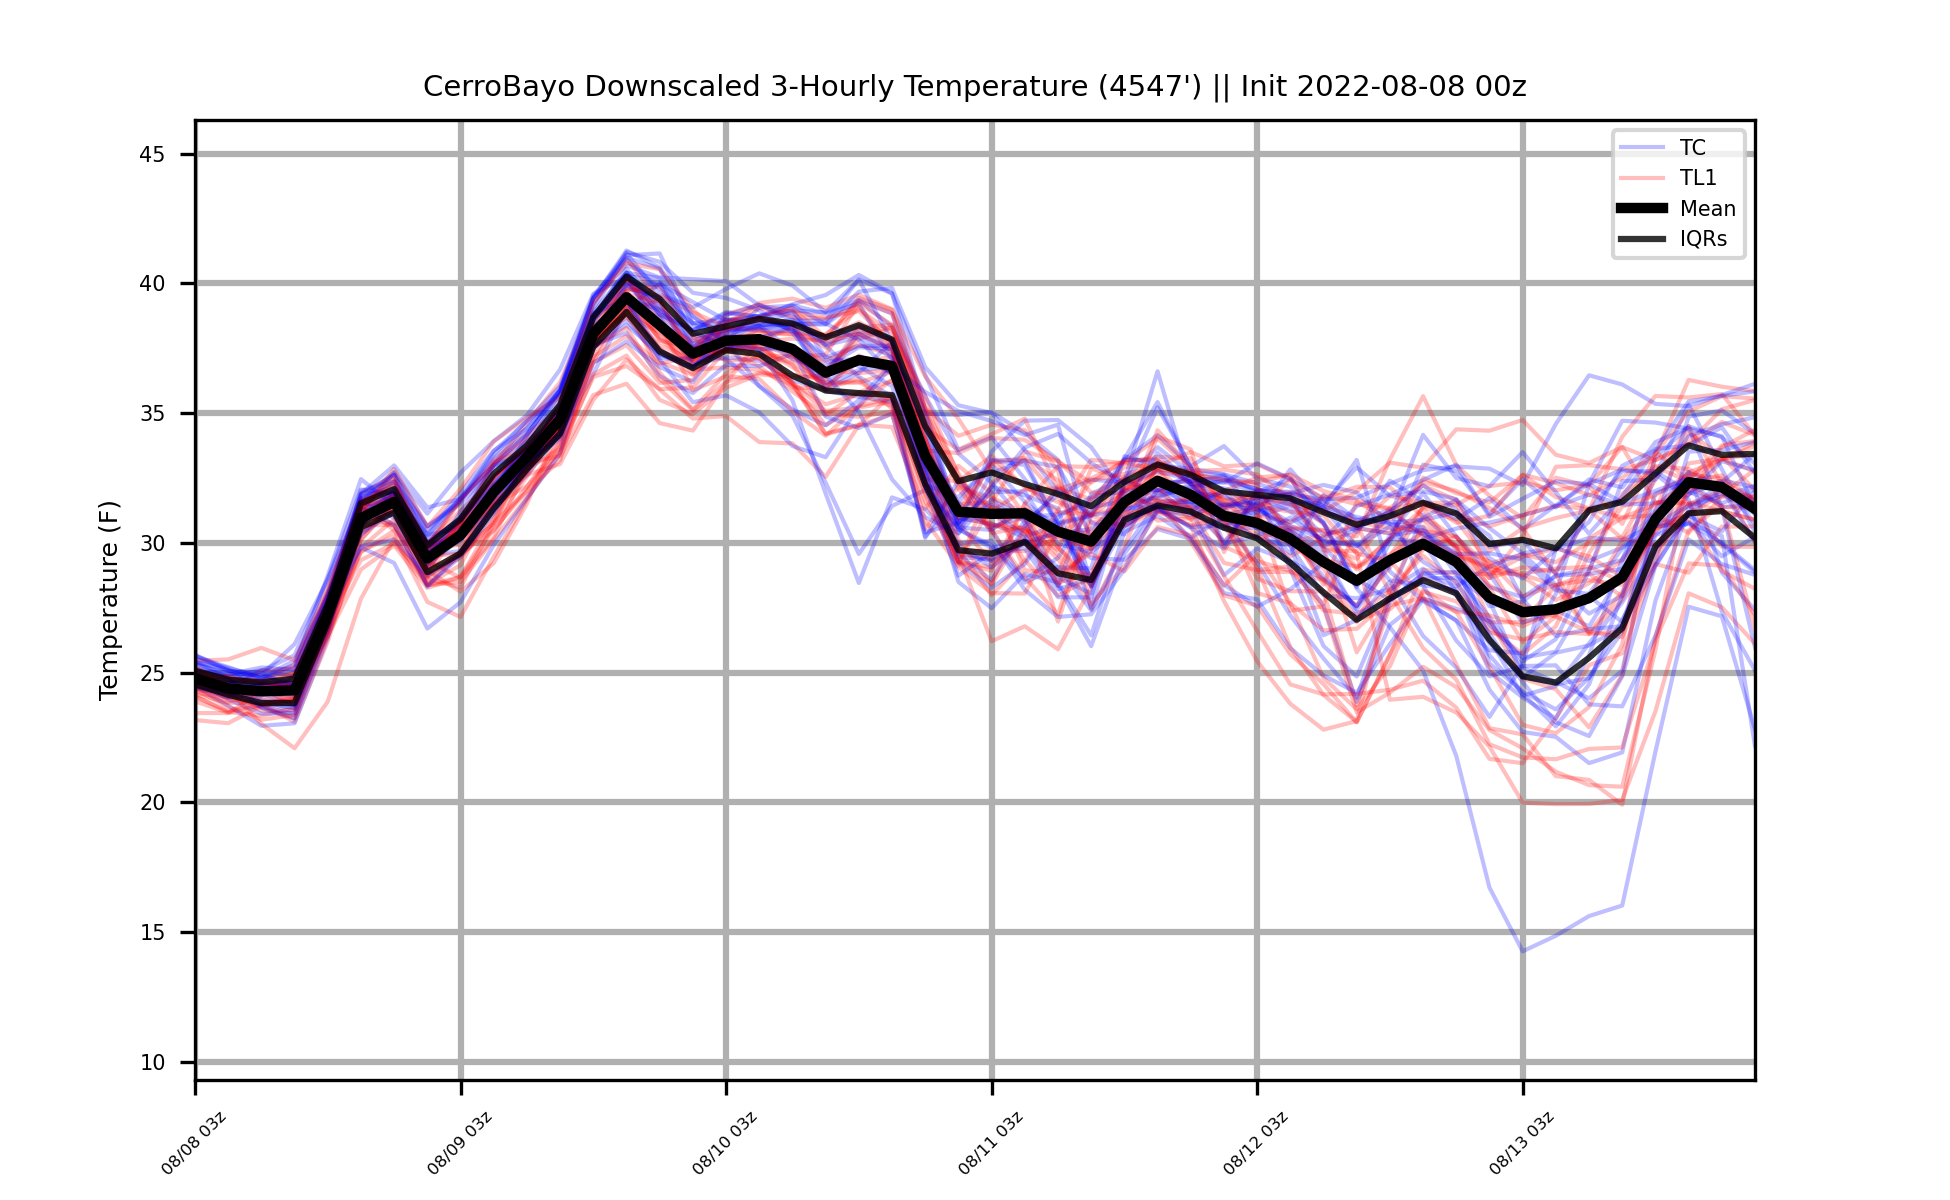 CerroBayo Downscaled 3-Hourly Temperature (4547') || Init 2022-08-08 00z
TC
TL1
Mean
IQRs
Temperature (F)
45
40
35
30
25
20
15
10
08/08 03z
08/09 03z
08/10 03z
08/11 03z
08/12 03z
08/13 03z